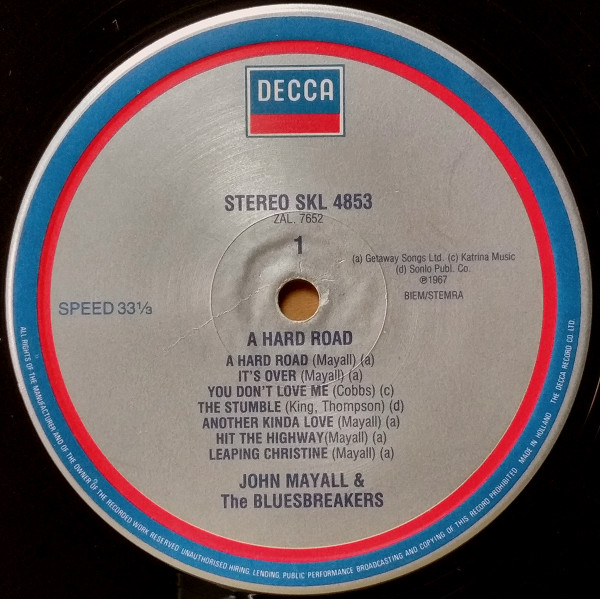 DECCA
STEREO SKL 4853
ZAL. 7652
1
(a) Getaway Songs Ltd. (c) Katrina Music
(d) Sonlo Publ. Co.
℗1967
BIEM/STEMRA
SPEED 33⅓
A HARD ROAD
A HARD ROAD (Mayall) (a)
IT'S OVER (Mayall) (a)
YOU DON'T LOVE ME (Cobbs) (c)
THE STUMBLE (King, Thompson) (d)
ANOTHER KINDA LOVE (Mayall) (a)
HIT THE HIGHWAY(Mayall) (a)
LEAPING CHRISTINE (Mayall) (a)
JOHN MAYALL &
The BLUESBREAKERS
ALL RIGHTS OF THE MANUFACTURER AND OF THE OWNER OF THE RECORDED WORK RESERVED UNAUTHORISED HIRING, LENDING, PUBLIC PERFORMANCE BROADCASTING AND COPYING OF THIS RECORD PROHIBITED MADE IN HOLLAND THE DECCA RECORD CO LTD.